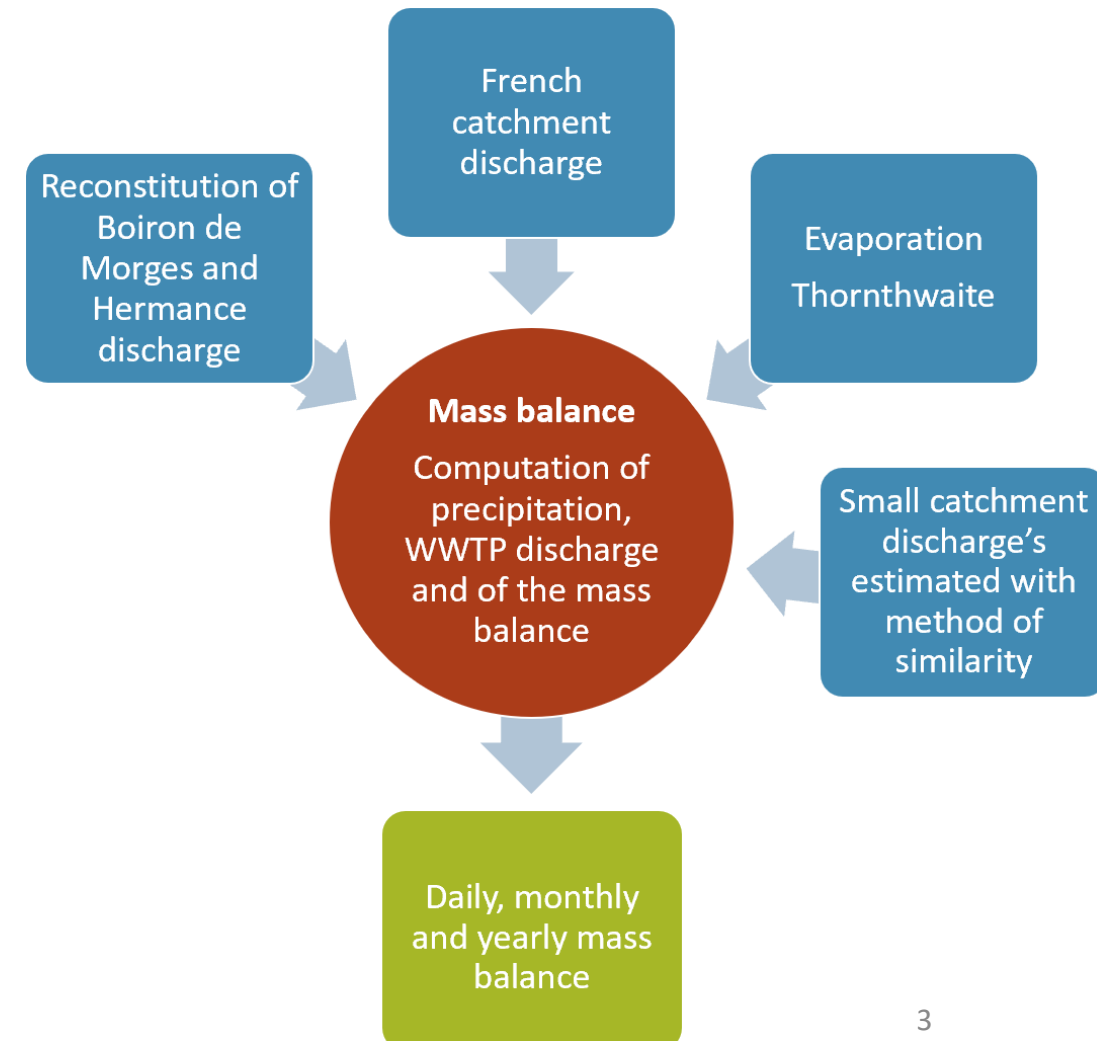 French
catchment
discharge
Reconstitution of
Boiron de
Morges and
Hermance
discharge
Evaporation
Thornthwaite
Mass balance
Computation of
precipitation,
WWTP discharge
and of the mass
balance
Small catchment
discharge’s
estimated with
method of
similarity
Daily, monthly
and yearly mass
balance
3